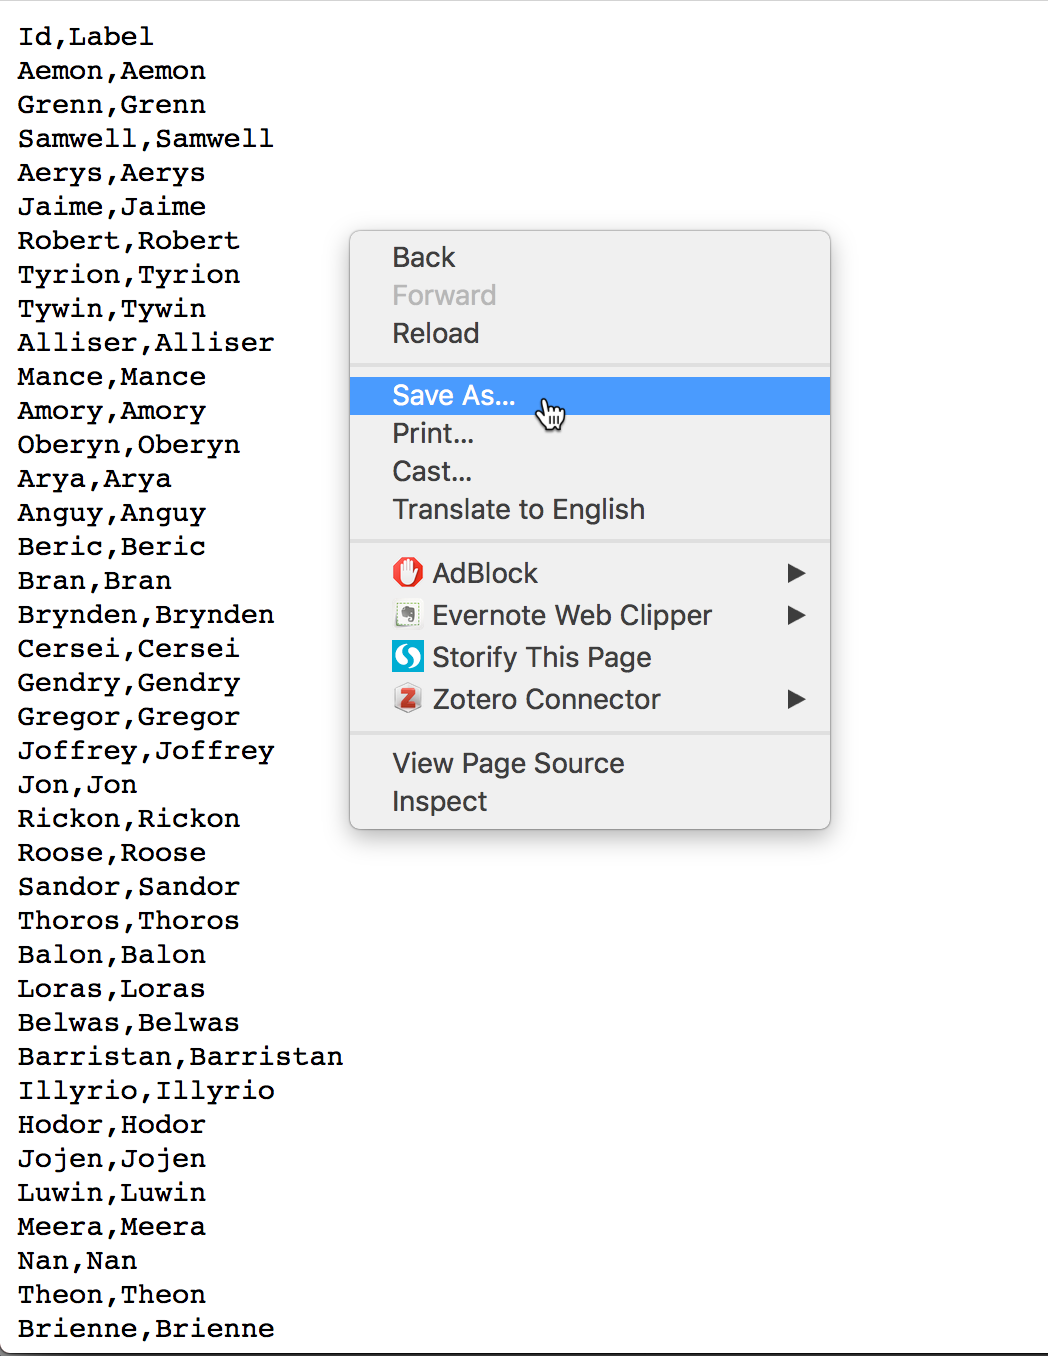 Id,Label
Aemon,Aemon
Grenn,Grenn
Samwell,Samwell
Aerys,Aerys
Jaime,Jaime
Robert,Robert
Tyrion,Tyrion
Tywin,Tywin
Alliser,Alliser
Mance,Mance
Amory,Amory
Oberyn,Oberyn
Arya,Arya
Anguy,Anguy
Beric,Beric
Bran,Bran
Brynden,Brynden
Cersei,Cersei
Gendry,Gendry
Gregor,Gregor
Joffrey,Joffrey
Jon,Jon
Rickon,Rickon
Roose,Roose
Sandor,Sandor
Thoros,Thoros
Balon,Balon
Loras,Loras
Belwas,Belwas
Barristan,Barristan
Illyrio,Illyrio
Hodor,Hodor
Jojen,Jojen
Luwin,Luwin
Meera,Meera
Nan,Nan
Theon,Theon
Brienne,Brienne
Back
Forward
Reload
Save As...
Print...
Cast...
Translate to English
AdBlock
Evernote Web Clipper
Storify This Page
Z Zotero Connector
View Page Source
Inspect